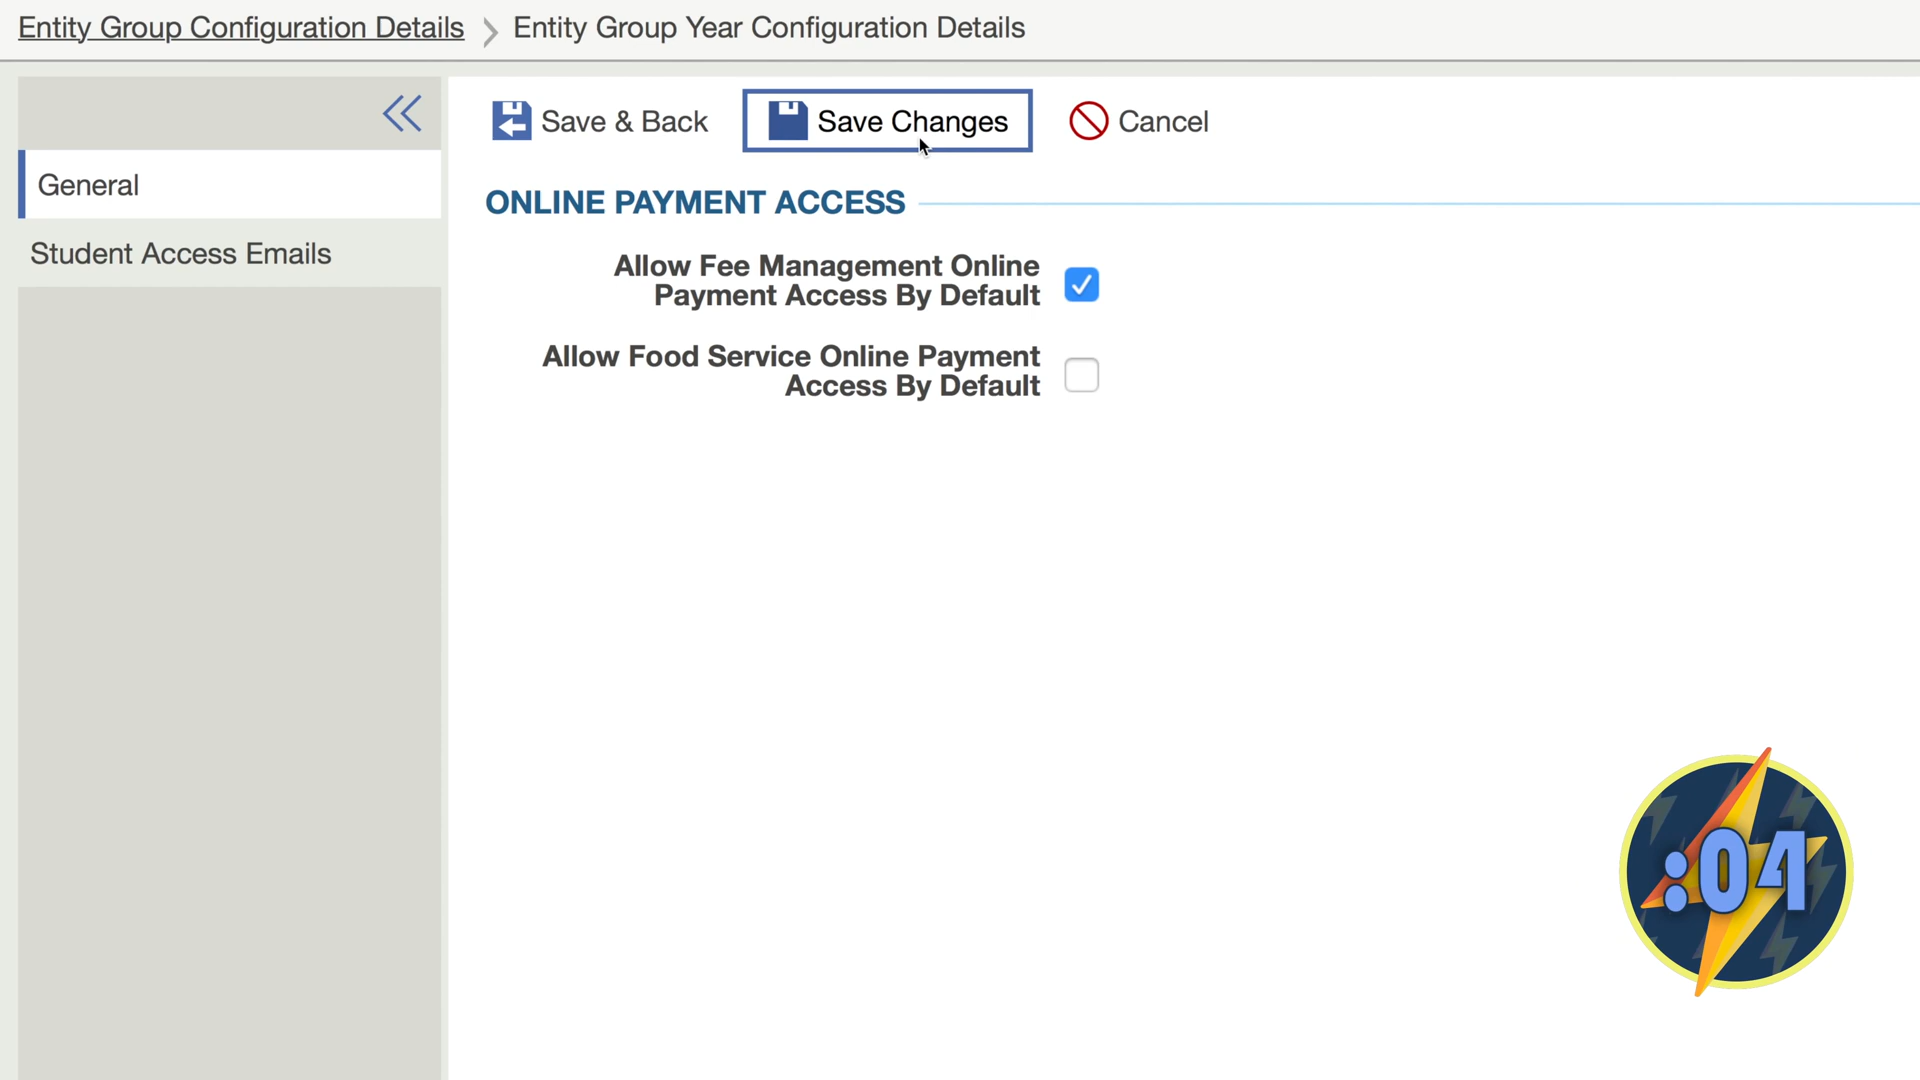 Entity Group Configuration Details Entity Group Year Configuration Details
Save & Back Save Changes Cancel
General
Student Access Emails
ONLINE PAYMENT ACCESS
Allow Fee Management Online
Payment Access By Default
Allow Food Service Online Payment
Access By Default
:04